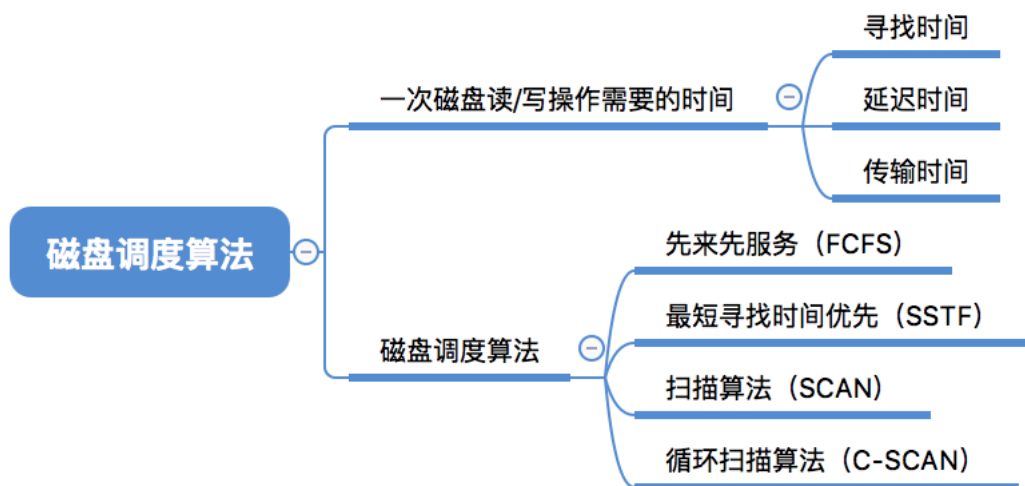 磁盘调度算法
一次磁盘读/写操作需要的时间
寻找时间
延迟时间
传输时间
磁盘调度算法
先来先服务（FCFS）
最短寻找时间优先（SSTF）
扫描算法（SCAN）
循环扫描算法（C-SCAN）